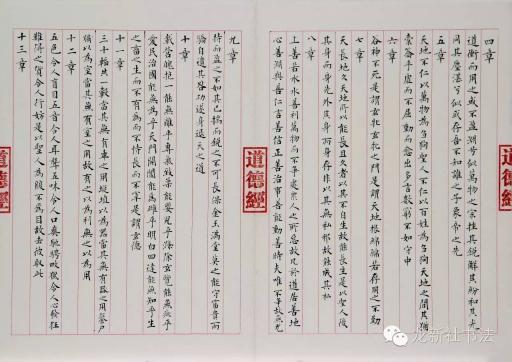 四章
道衝而用之或不盈淵乎似萬物之宗挫其銳解其紛和其光
同其塵湛兮似或存吾不知誰之子象帝之先
五章
天地不仁以萬物為芻狗聖人不仁以百姓為芻狗天地之間其猶
橐籥乎虛而不屈動而愈出多言數窮不如守中
六章
谷神不死是謂玄牝玄牝之門是謂天地根綿綿若存用之不勤
七章
天長地久天地所以能長且久者以其不自生故能長生是以聖人後
其身而身先外其身而身存非以其無私邪故能成其私
八章
上善若水水善利萬物而不爭處衆人之所惡故幾於道居善地
心善淵與善仁言善信正善治事善能動善時夫唯不爭故無尤
道德經
九章
持而盈之不如其已揣而銳之不可長保金玉滿堂莫之能守富貴而
驕自遺其咎功遂身退天之道
十章
載營魄抱一能無離乎專氣致柔能嬰兒乎滌除玄覽能無疵乎
愛民治國能無為乎天門開闔能為雌乎明白四達能無知乎生
之畜之生而不有為而不恃長而不宰是謂玄德
十一章
三十輻共一轂當其無有車之用埏埴以為器當其無有器之用鑿戶
牖以為室當其無有室之用故有之以為利無之以為用
十二章
五色令人目盲五音令人耳聾五味令人口爽馳騁畋獵令人心發狂
難得之貨令人行妨是以聖人為腹不為目故去彼取此
十三章
道德經
龙新社书法